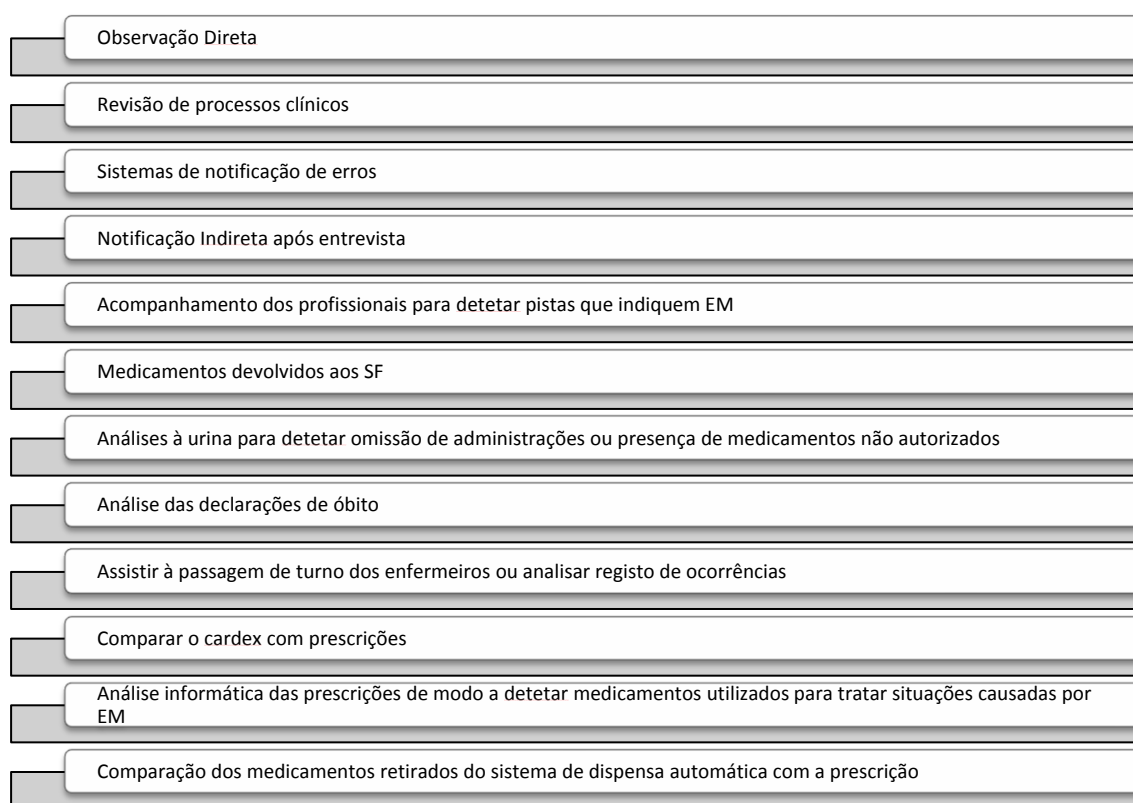 Observação Direta
Revisão de processos clínicos
Sistemas de notificação de erros
Notificação Indireta após entrevista
Acompanhamento dos profissionais para detetar pistas que indiquem EM
Medicamentos devolvidos aos SF
Análises à urina para detetar omissão de administrações ou presença de medicamentos não autorizados
Análise das declarações de óbito
Assistir à passagem de turno dos enfermeiros ou analisar registo de ocorrências
Comparar o cardex com prescrições
Análise informática das prescrições de modo a detetar medicamentos utilizados para tratar situações causadas por
EM
Comparação dos medicamentos retirados do sistema de dispensa automática com a prescrição